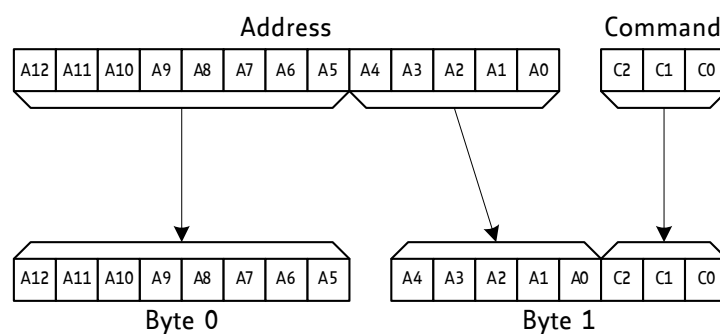 Address Command
A12 A11 A10 A9 A8 A7 A6 A5 A4 A3 A2 A1 A0 C2 C1 C0
A12 A11 A10 A9 A8 A7 A6 A5 A4 A3 A2 A1 A0 C2 C1 C0
Byte 0 Byte 1